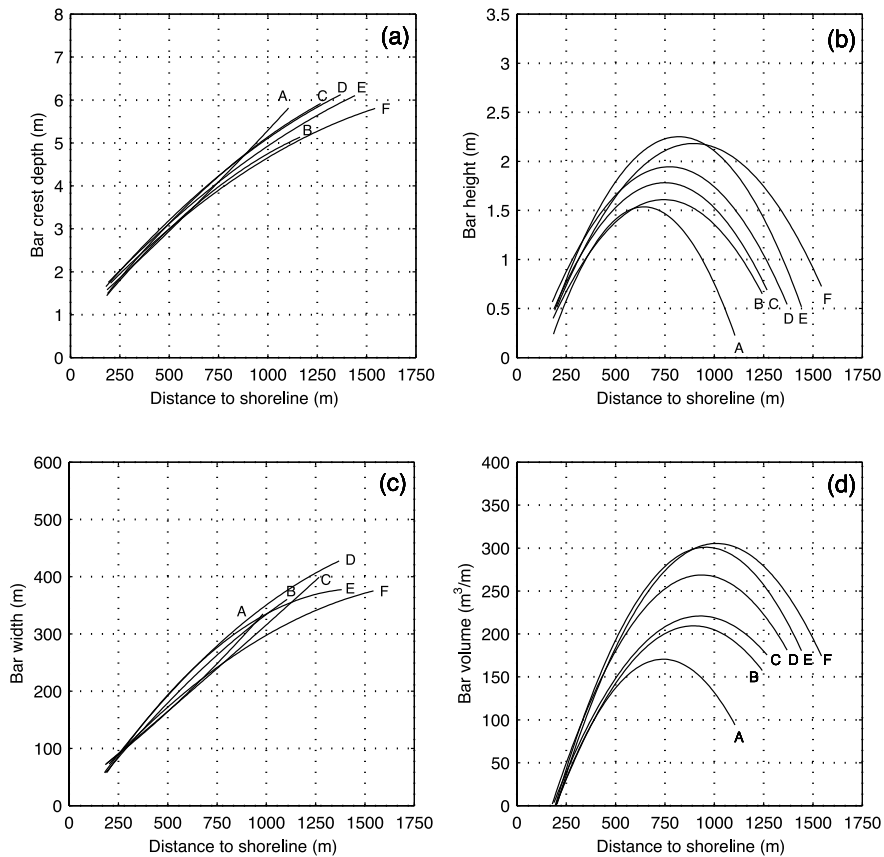 (a)
8
7
6
5
4
3
2
1
0
Bar crest depth (m)
A
B
C
D
E
F
0 250 500 750 1000 1250 1500 1750
Distance to shoreline (m)
(b)
3.5
3
2.5
2
1.5
1
0.5
0
Bar height (m)
A
B C D E F
0 250 500 750 1000 1250 1500 1750
Distance to shoreline (m)
(c)
600
500
400
300
200
100
0
Bar width (m)
A
B
C
D
E
F
0 250 500 750 1000 1250 1500 1750
Distance to shoreline (m)
(d)
400
350
300
250
200
150
100
50
0
Bar volume (m³/m)
C D E F
B
A
0 250 500 750 1000 1250 1500 1750
Distance to shoreline (m)